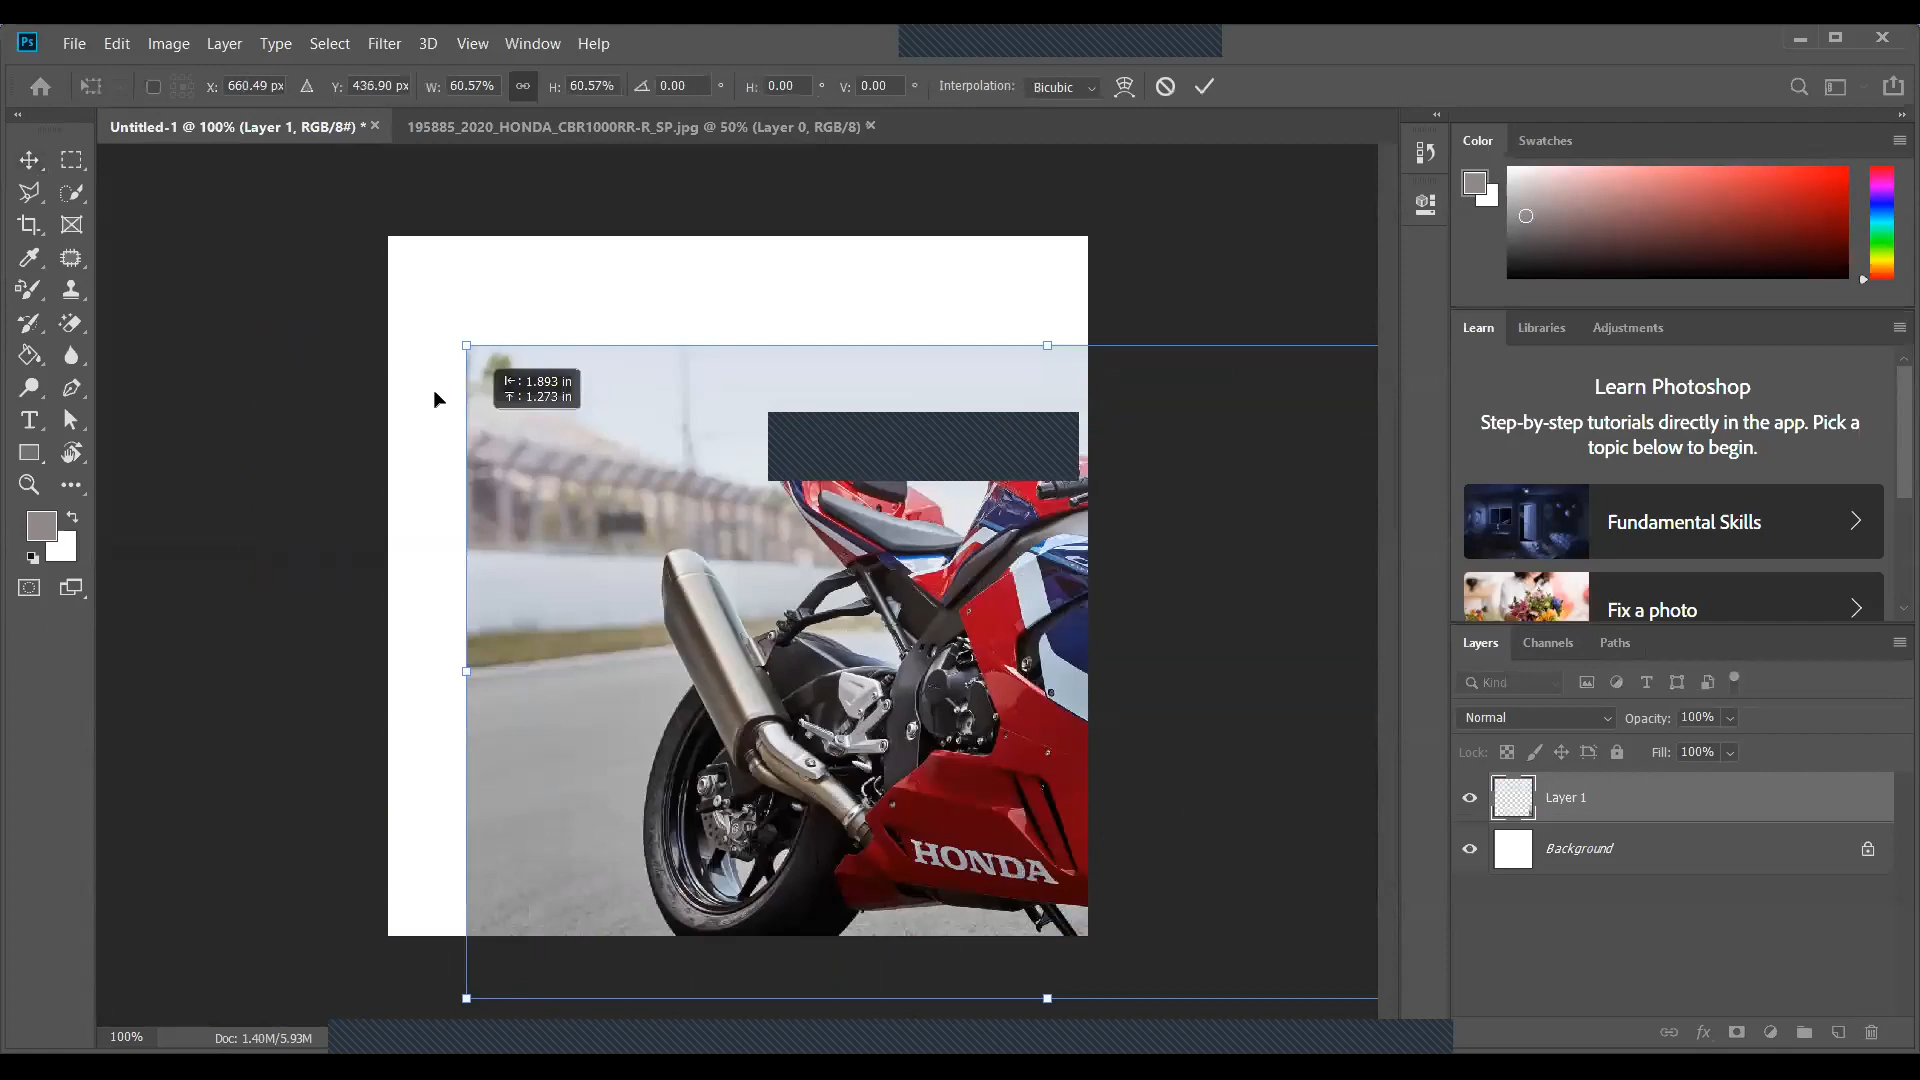 Ps File Edit Image Layer Type Select Filter 3D View Window Help
X: 660.49 px Y: 436.90 px W: 60.57% H: 60.57% 0.00 ° H: 0.00 ° V: 0.00 ° Interpolation: Bicubic
Untitled-1 @ 100% (Layer 1, RGB/8#) * 195885_2020_HONDA_CBR1000RR-R_SP.jpg @ 50% (Layer 0, RGB/8)
Color Swatches
Learn Libraries Adjustments
: 1.893 in
: 1.273 in
Learn Photoshop
Step-by-step tutorials directly in the app. Pick a
topic below to begin.
Fundamental Skills
Fix a photo
Layers Channels Paths
Kind
Normal Opacity: 100%
Lock: Fill: 100%
Layer 1
Background
HONDA
100% Doc: 1.40M/5.93M